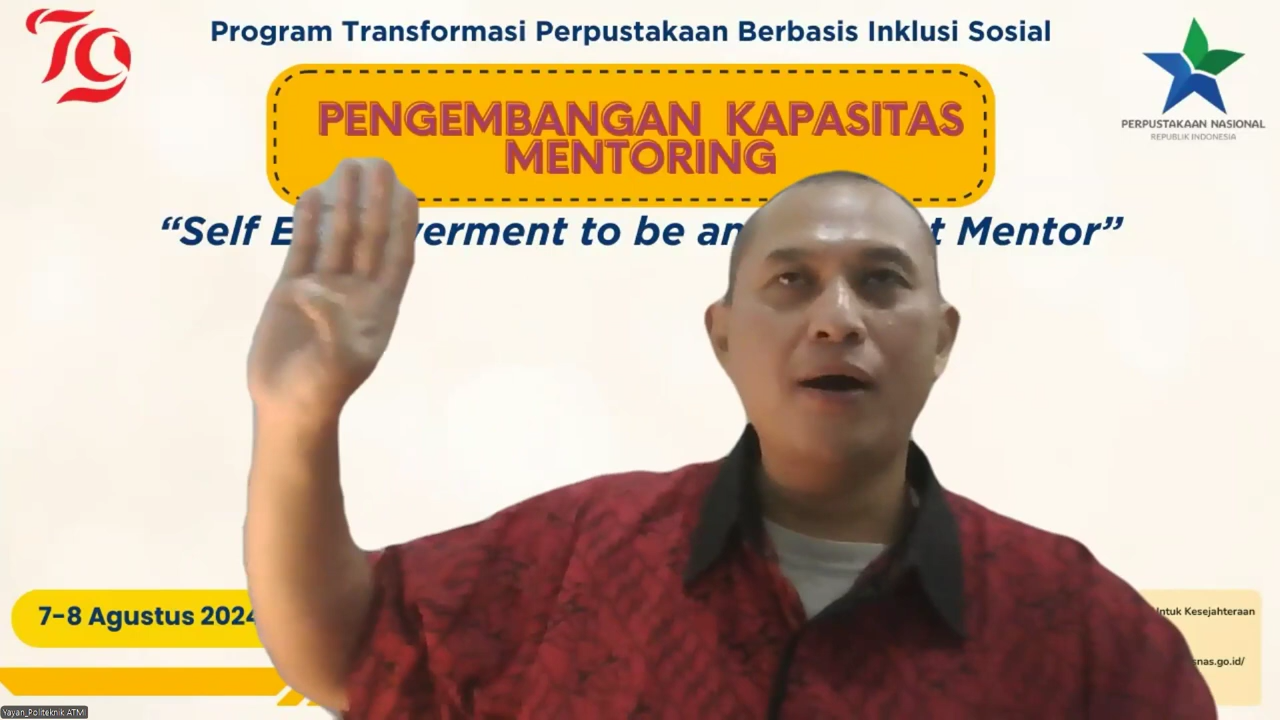 79
Program Transformasi Perpustakaan Berbasis Inklusi Sosial
PENGEMBANGAN KAPASITAS
MENTORING
“Self E verment to be an t Mentor”
PERPUSTAKAAN NASIONAL
REPUBLIK INDONESIA
7-8 Agustus 2024
ntuk Kesejahteraan
snas.go.id/
Yayan_Politeknik ATMI